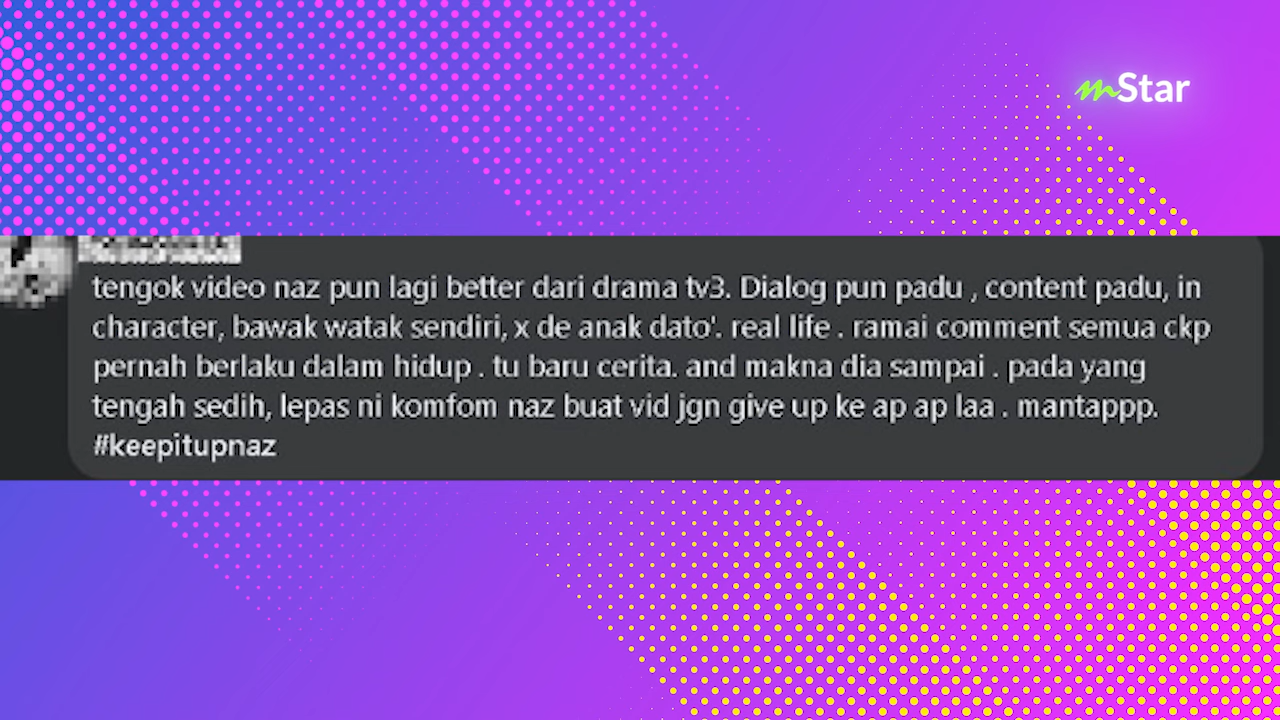 mStar
tengok video naz pun lagi better dari drama tv3. Dialog pun padu , content padu, in
character, bawak watak sendiri, x de anak dato'. real life . ramai comment semua ckp
pernah berlaku dalam hidup . tu baru cerita. and makna dia sampai . pada yang
tengah sedih, lepas ni komfom naz buat vid jgn give up ke ap ap laa . mantappp.
#keepitupnaz